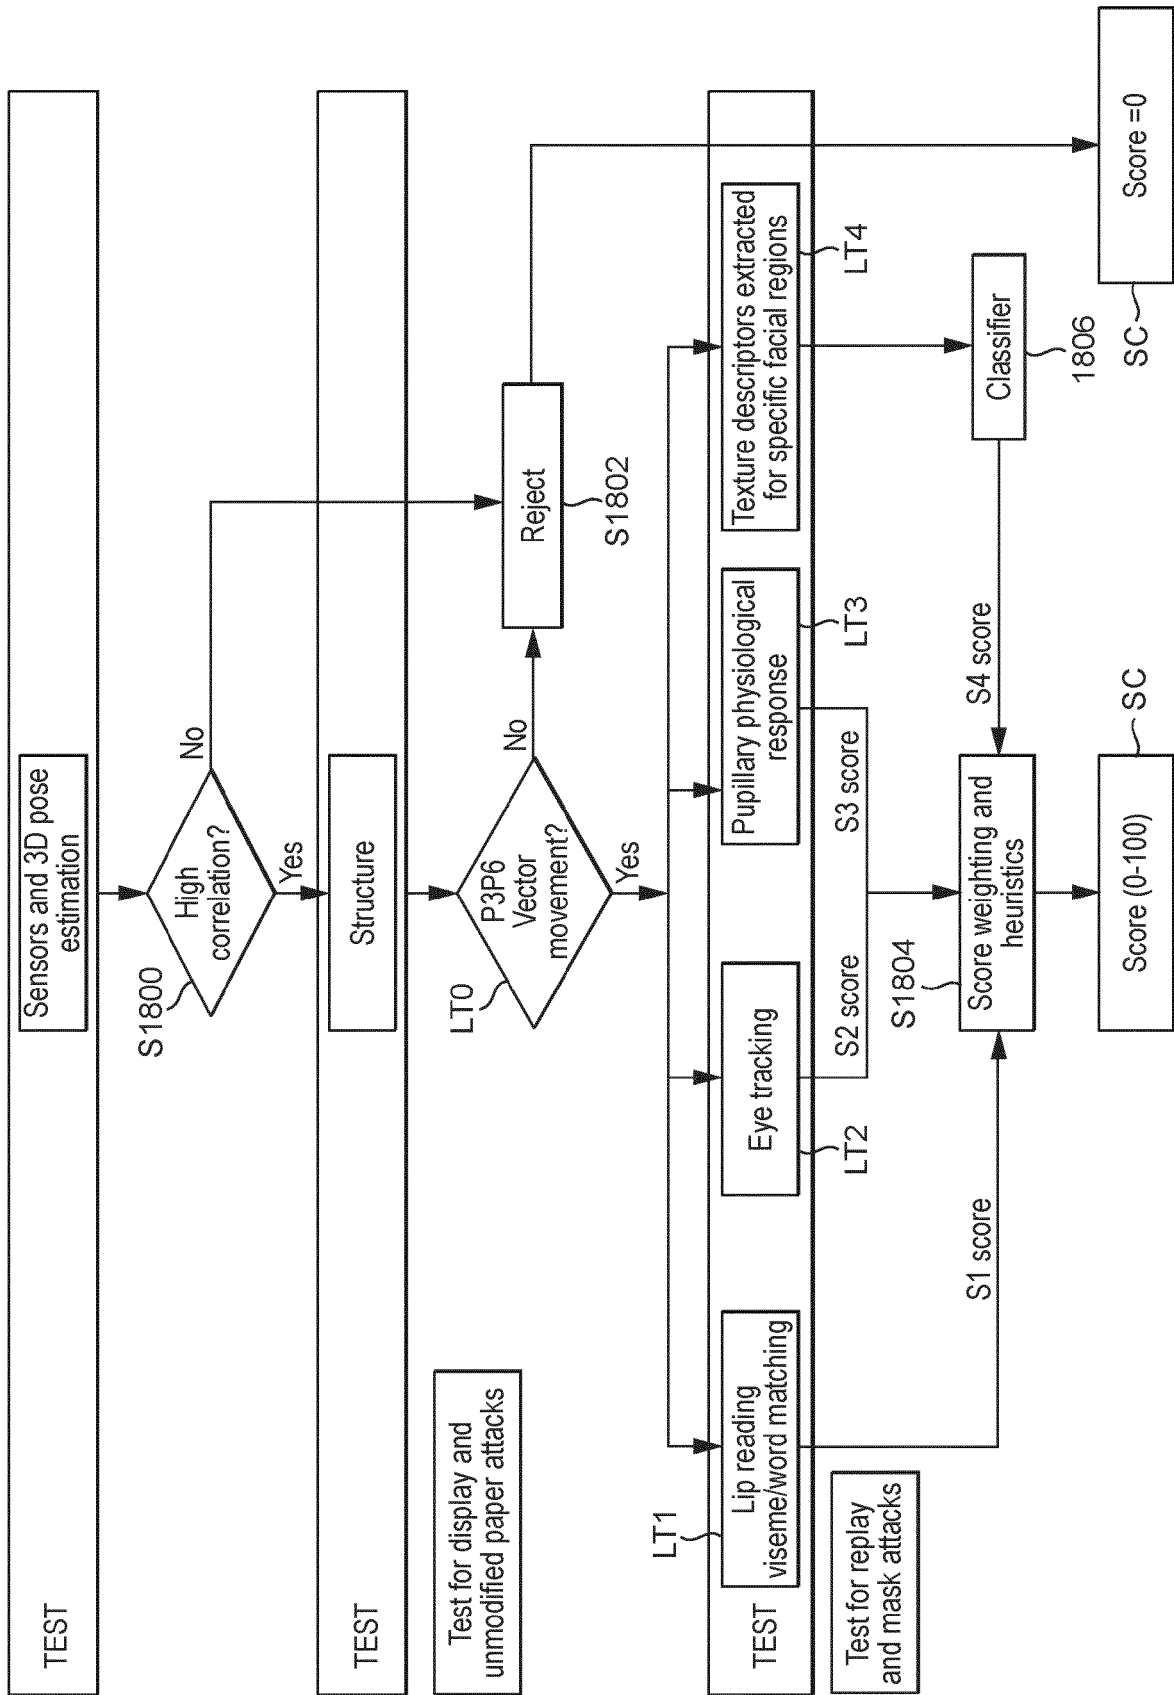 TEST
Sensors and 3D pose
estimation
S1800
High
correlation?
No
Yes
TEST
Structure
Test for display and
unmodified paper attacks
LT0
P3P6
Vector
movement?
No
Yes
Reject
S1802
TEST
LT1
Lip reading
viseme/word matching
Eye tracking
LT2
Pupillary physiological
response
LT3
Texture descriptors extracted
for specific facial regions
LT4
Test for replay
and mask attacks
S1 score
S2 score
S3 score
S4 score
S1804
Score weighting and
heuristics
Classifier
1806
Score (0-100)
SC
SC
Score =0